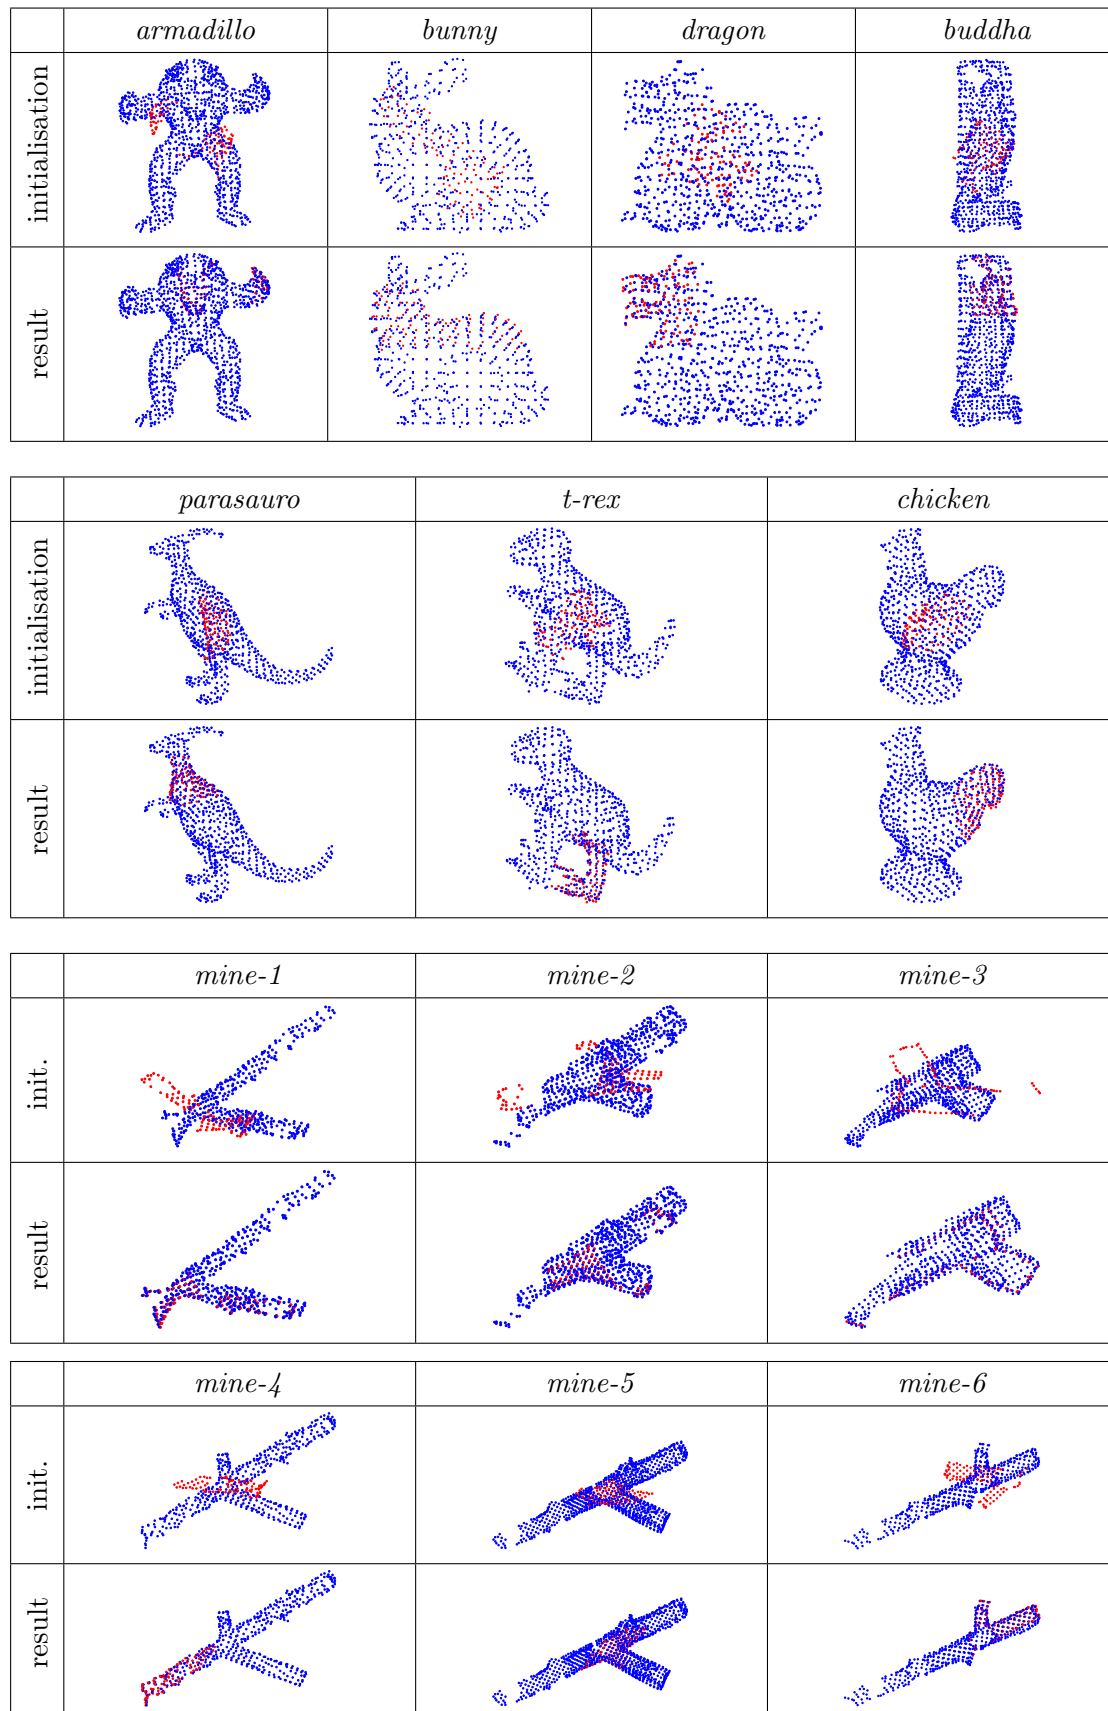 armadillo bunny dragon buddha
initialisation
result
parasauro t-rex chicken
initialisation
result
mine-1 mine-2 mine-3
init.
result
mine-4 mine-5 mine-6
init.
result